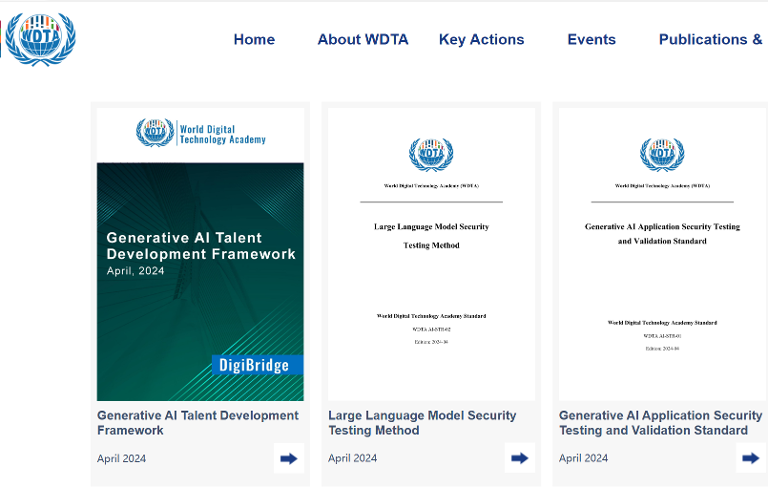 WDTA
Home About WDTA Key Actions Events Publications &
WDTA World Digital
Technology Academy
Generative AI Talent
Development Framework
April, 2024
DigiBridge
Generative AI Talent Development
Framework
April 2024
WDTA
World Digital Technology Academy (WDTA)
Large Language Model Security
Testing Method
World Digital Technology Academy Standard
WDTA AI-STR-02
Edition: 2024-04
Large Language Model Security
Testing Method
April 2024
WDTA
World Digital Technology Academy (WDTA)
Generative AI Application Security Testing
and Validation Standard
World Digital Technology Academy Standard
WDTA AI-STR-01
Edition: 2024-04
Generative AI Application Security
Testing and Validation Standard
April 2024